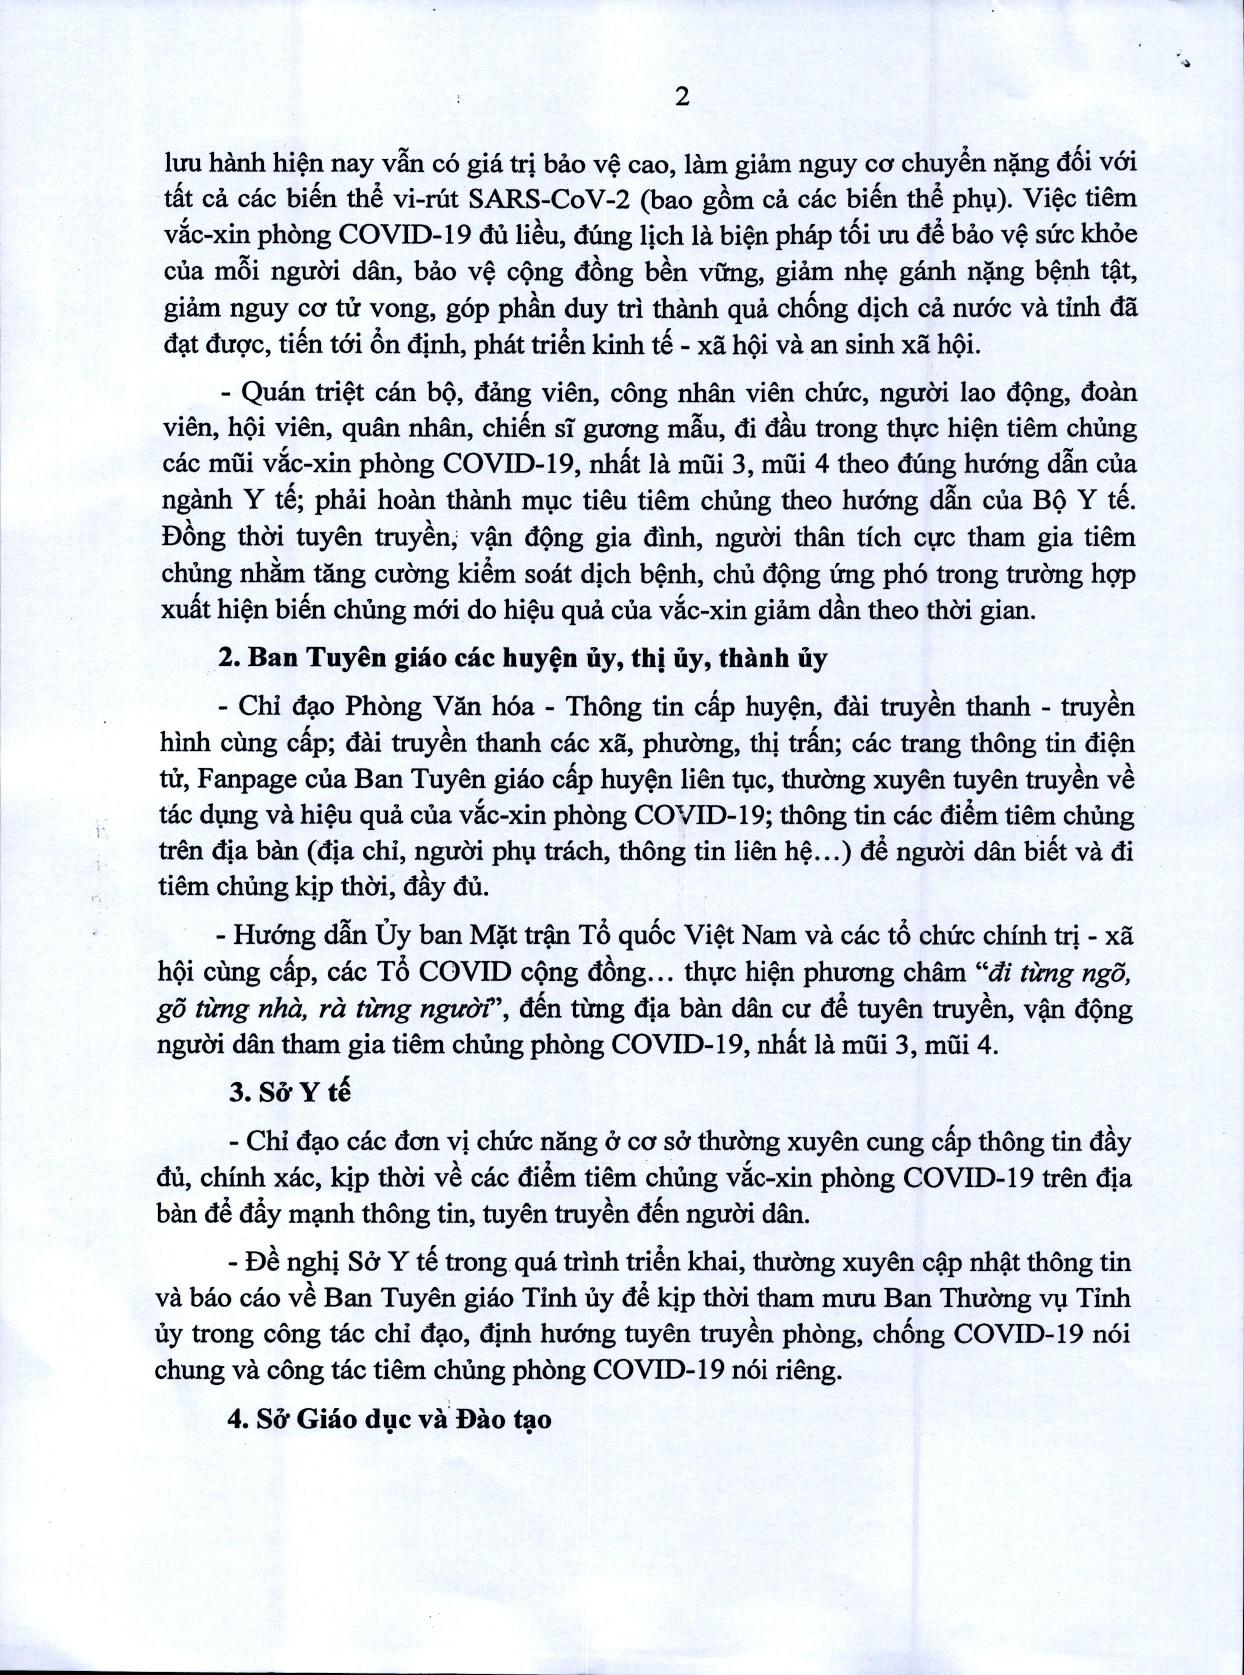 2
lưu hành hiện nay vẫn có giá trị bảo vệ cao, làm giảm nguy cơ chuyển nặng đối với
tất cả các biến thể vi-rút SARS-CoV-2 (bao gồm cả các biến thể phụ). Việc tiêm
vắc-xin phòng COVID-19 đủ liều, đúng lịch là biện pháp tối ưu để bảo vệ sức khỏe
của mỗi người dân, bảo vệ cộng đồng bền vững, giảm nhẹ gánh nặng bệnh tật,
giảm nguy cơ tử vong, góp phần duy trì thành quả chống dịch cả nước và tỉnh đã
đạt được, tiến tới ổn định, phát triển kinh tế - xã hội và an sinh xã hội.
- Quán triệt cán bộ, đảng viên, công nhân viên chức, người lao động, đoàn
viên, hội viên, quân nhân, chiến sĩ gương mẫu, đi đầu trong thực hiện tiêm chủng
các mũi vắc-xin phòng COVID-19, nhất là mũi 3, mũi 4 theo đúng hướng dẫn của
ngành Y tế; phải hoàn thành mục tiêu tiêm chủng theo hướng dẫn của Bộ Y tế.
Đồng thời tuyên truyền, vận động gia đình, người thân tích cực tham gia tiêm
chủng nhằm tăng cường kiểm soát dịch bệnh, chủ động ứng phó trong trường hợp
xuất hiện biến chủng mới do hiệu quả của vắc-xin giảm dần theo thời gian.
2. Ban Tuyên giáo các huyện ủy, thị ủy, thành ủy
- Chỉ đạo Phòng Văn hóa - Thông tin cấp huyện, đài truyền thanh - truyền
hình cùng cấp; đài truyền thanh các xã, phường, thị trấn; các trang thông tin điện
tử, Fanpage của Ban Tuyên giáo cấp huyện liên tục, thường xuyên tuyên truyền về
tác dụng và hiệu quả của vắc-xin phòng COVID-19; thông tin các điểm tiêm chủng
trên địa bàn (địa chỉ, người phụ trách, thông tin liên hệ...) để người dân biết và đi
tiêm chủng kịp thời, đầy đủ.
- Hướng dẫn Ủy ban Mặt trận Tổ quốc Việt Nam và các tổ chức chính trị - xã
hội cùng cấp, các Tổ COVID cộng đồng... thực hiện phương châm “đi từng ngõ,
gõ từng nhà, rà từng người”, đến từng địa bàn dân cư để tuyên truyền, vận động
người dân tham gia tiêm chủng phòng COVID-19, nhất là mũi 3, mũi 4.
3. Sở Y tế
- Chỉ đạo các đơn vị chức năng ở cơ sở thường xuyên cung cấp thông tin đầy
đủ, chính xác, kịp thời về các điểm tiêm chủng vắc-xin phòng COVID-19 trên địa
bàn để đẩy mạnh thông tin, tuyên truyền đến người dân.
- Đề nghị Sở Y tế trong quá trình triển khai, thường xuyên cập nhật thông tin
và báo cáo về Ban Tuyên giáo Tỉnh ủy để kịp thời tham mưu Ban Thường vụ Tỉnh
ủy trong công tác chỉ đạo, định hướng tuyên truyền phòng, chống COVID-19 nói
chung và công tác tiêm chủng phòng COVID-19 nói riêng.
4. Sở Giáo dục và Đào tạo